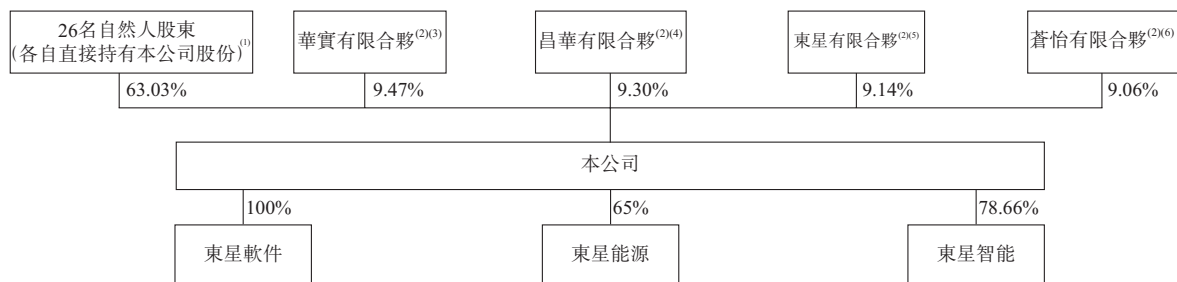 26名自然人股東
(各自直接持有本公司股份)(1)
華實有限合夥(2)(3)
昌華有限合夥(2)(4)
東星有限合夥(2)(5)
蒼怡有限合夥(2)(6)
63.03%
9.47%
9.30%
9.14%
9.06%
本公司
100%
65%
78.66%
東星軟件
東星能源
東星智能